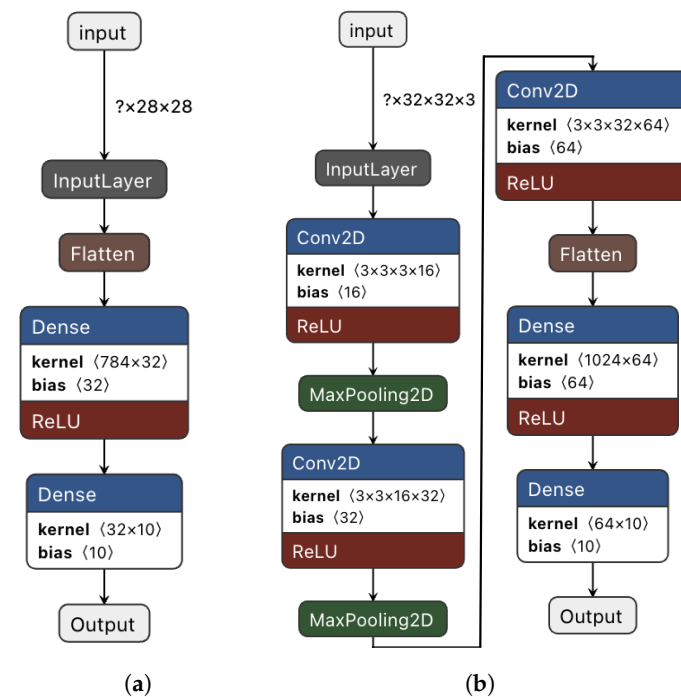 input
?×28×28
InputLayer
Flatten
Dense
kernel ⟨784×32⟩
bias ⟨32⟩
ReLU
Dense
kernel ⟨32×10⟩
bias ⟨10⟩
Output
(a)
input
?×32×32×3
InputLayer
Conv2D
kernel ⟨3×3×3×16⟩
bias ⟨16⟩
ReLU
MaxPooling2D
Conv2D
kernel ⟨3×3×16×32⟩
bias ⟨32⟩
ReLU
MaxPooling2D
Conv2D
kernel ⟨3×3×32×64⟩
bias ⟨64⟩
ReLU
Flatten
Dense
kernel ⟨1024×64⟩
bias ⟨64⟩
ReLU
Dense
kernel ⟨64×10⟩
bias ⟨10⟩
Output
(b)